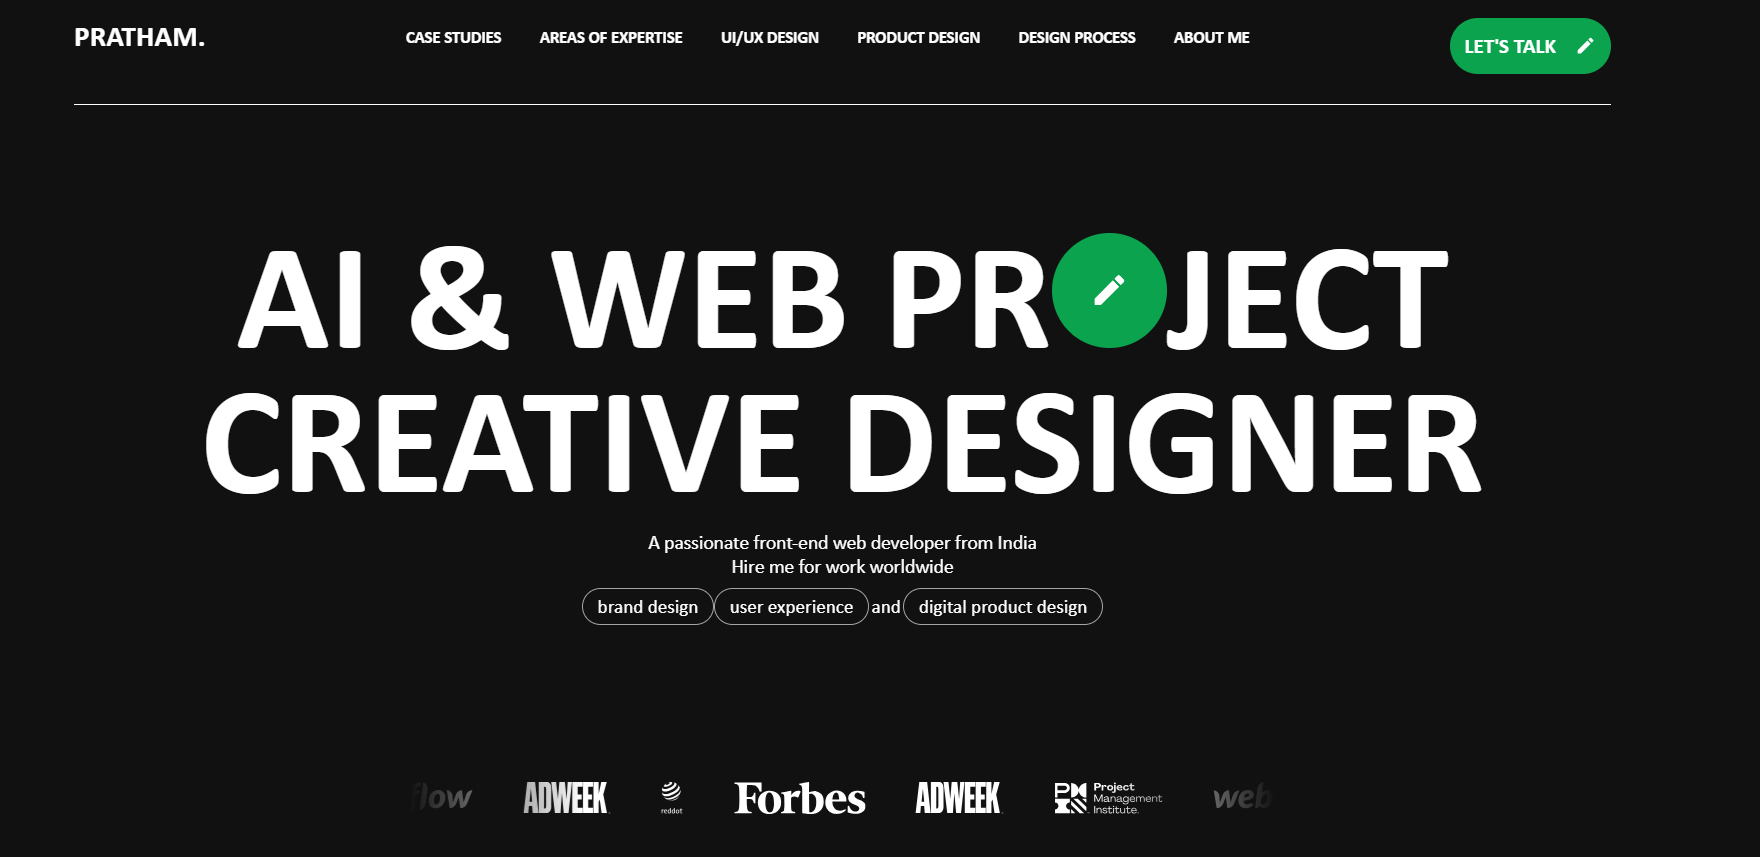 PRATHAM.
CASE STUDIES
AREAS OF EXPERTISE
UI/UX DESIGN
PRODUCT DESIGN
DESIGN PROCESS
ABOUT ME
LET'S TALK
AI & WEB PR JECT
CREATIVE DESIGNER
A passionate front-end web developer from India
Hire me for work worldwide
brand design user experience and digital product design
flow
ADWEEK
reddot
Forbes
ADWEEK
PMI
Project
Management
Institute.
web